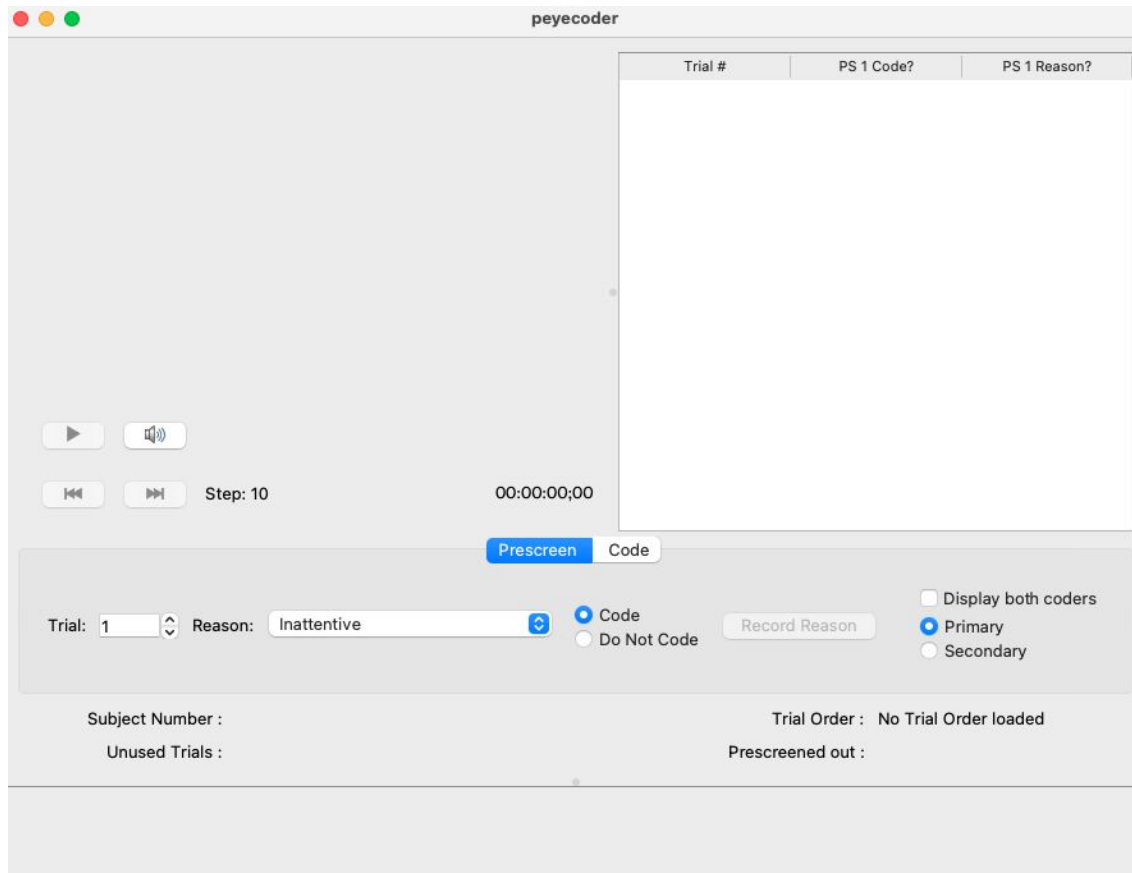 peyecoder
Trial # PS 1 Code? PS 1 Reason?
Step: 10 00:00:00;00
Prescreen Code
Trial: 1 Reason: Inattentive
Code
Do Not Code
Record Reason
Display both coders
Primary
Secondary
Subject Number : Trial Order : No Trial Order loaded
Unused Trials : Prescreened out :